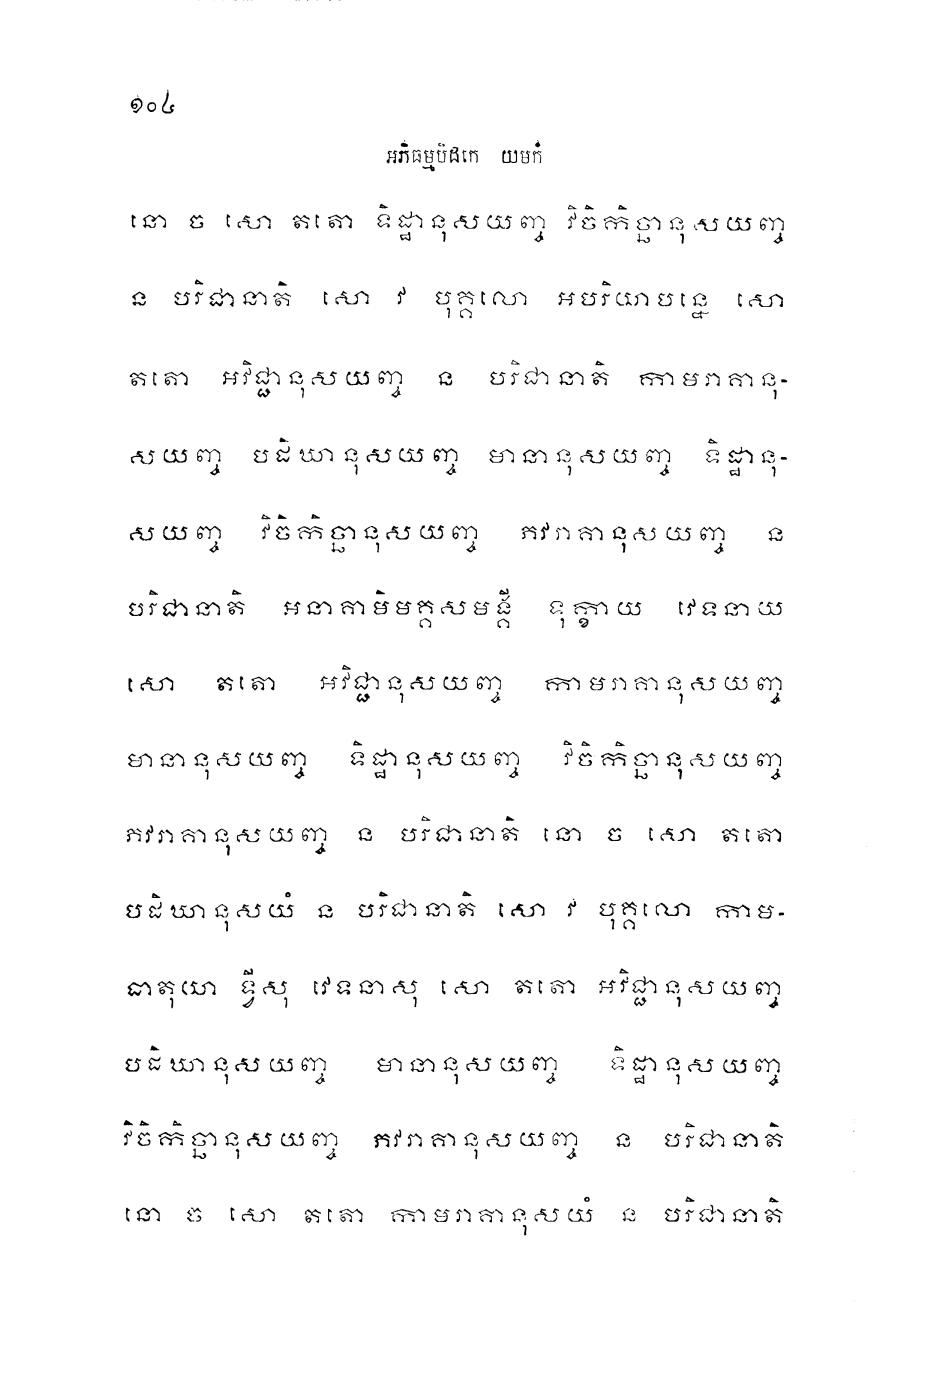 ១០៤
អភិធម្មបិដកេ យមកំ
នោ ច សោ តតោ ទិដ្ឋានុសយញ្ច វិចិកិច្ឆានុសយញ្ច
ន បរិជានាតិ សោ វ បុគ្គលោ អបរិយាបន្នេ សោ
តតោ អវិជ្ជានុសយញ្ច ន បរិជានាតិ កាមរាគានុ-
សយញ្ច បដិឃានុសយញ្ច មានានុសយញ្ច ទិដ្ឋានុ-
សយញ្ច វិចិកិច្ឆានុសយញ្ច ភវរាគានុសយញ្ច ន
បរិជានាតិ អនាគាមិមគ្គសមង្គី ទុក្ខាយ វេទនាយ
សោ តតោ អវិជ្ជានុសយញ្ច កាមរាគានុសយញ្ច
មានានុសយញ្ច ទិដ្ឋានុសយញ្ច វិចិកិច្ឆានុសយញ្ច
ភវរាគានុសយញ្ច ន បរិជានាតិ នោ ច សោ តតោ
បដិឃានុសយំ ន បរិជានាតិ សោ វ បុគ្គលោ កាម-
ធាតុយា ទ្វីសុ វេទនាសុ សោ តតោ អវិជ្ជានុសយញ្ច
បដិឃានុសយញ្ច មានានុសយញ្ច ទិដ្ឋានុសយញ្ច
វិចិកិច្ឆានុសយញ្ច ភវរាគានុសយញ្ច ន បរិជានាតិ
នោ ច សោ តតោ កាមរាគានុសយំ ន បរិជានាតិ